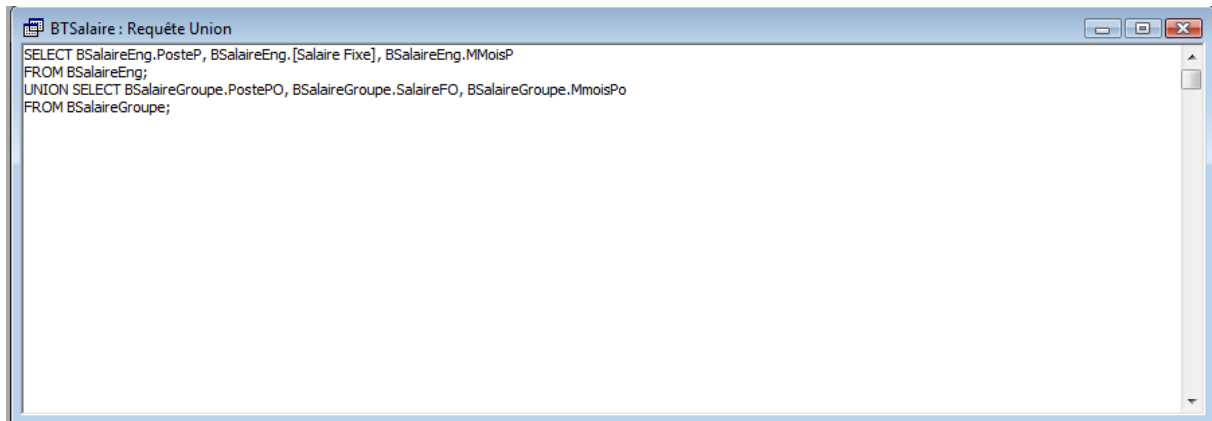 BTSalaire : Requête Union
SELECT BSalaireEng.PosteP, BSalaireEng.[Salaire Fixe], BSalaireEng.MMoisP
FROM BSalaireEng;
UNION SELECT BSalaireGroupe.PostePO, BSalaireGroupe.SalaireFO, BSalaireGroupe.MmoisPo
FROM BSalaireGroupe;